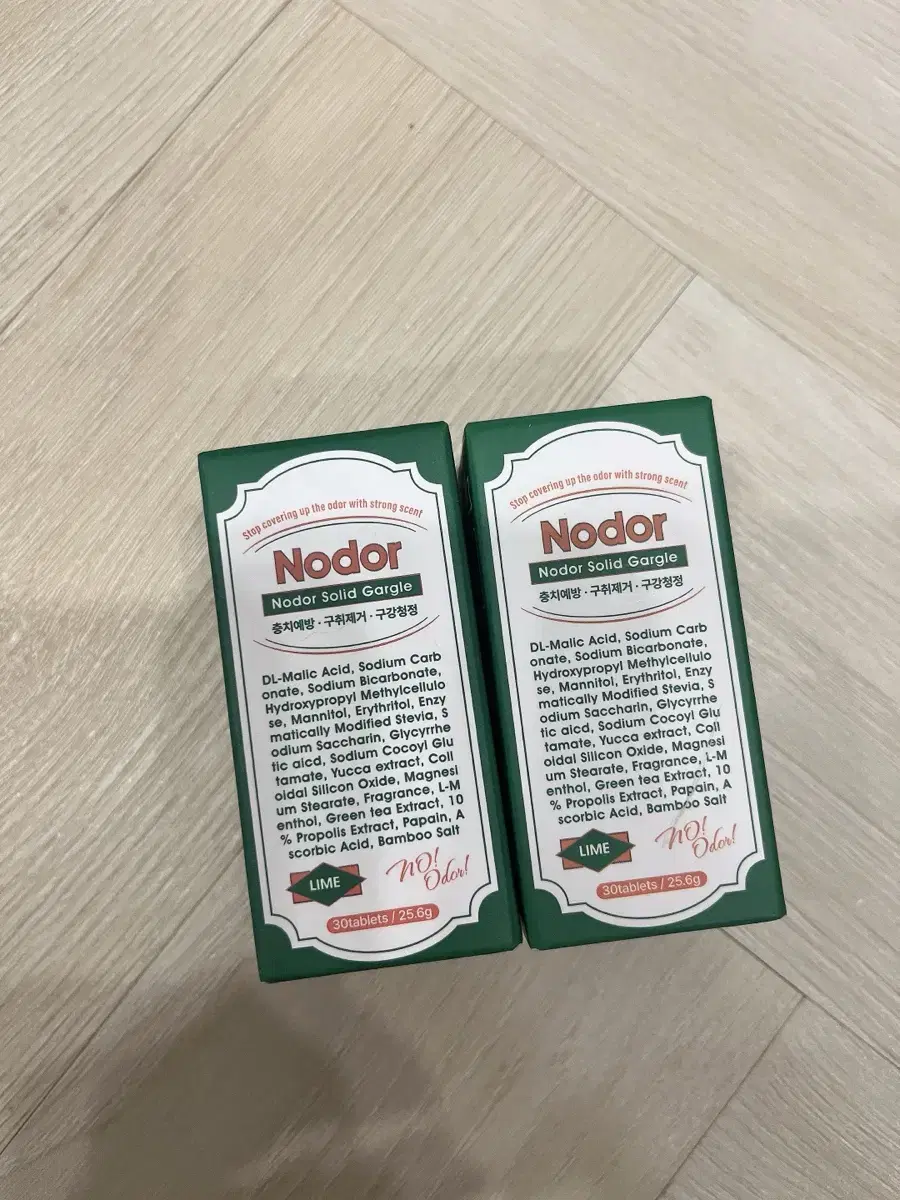 Stop covering up the odor with strong scent
Nodor
Nodor Solid Gargle
충치예방 · 구취제거 · 구강청정
DL-Malic Acid, Sodium Carb
onate, Sodium Bicarbonate,
Hydroxypropyl Methylcellulo
se, Mannitol, Erythritol, Enzy
matically Modified Stevia, S
odium Saccharin, Glycyrrhe
tic aicd, Sodium Cocoyl Glu
tamate, Yucca extract, Coll
oidal Silicon Oxide, Magnesi
um Stearate, Fragrance, L-M
enthol, Green tea Extract, 10
% Propolis Extract, Papain, A
scorbic Acid, Bamboo Salt
LIME
NO!
Odor!
30tablets / 25.6g
Stop covering up the odor with strong scent
Nodor
Nodor Solid Gargle
충치예방 · 구취제거 · 구강청정
DL-Malic Acid, Sodium Carb
onate, Sodium Bicarbonate,
Hydroxypropyl Methylcellulo
se, Mannitol, Erythritol, Enzy
matically Modified Stevia, S
odium Saccharin, Glycyrrhe
tic aicd, Sodium Cocoyl Glu
tamate, Yucca extract, Coll
oidal Silicon Oxide, Magnesi
um Stearate, Fragrance, L-M
enthol, Green tea Extract, 10
% Propolis Extract, Papain, A
scorbic Acid, Bamboo Salt
LIME
NO!
Odor!
30tablets / 25.6g